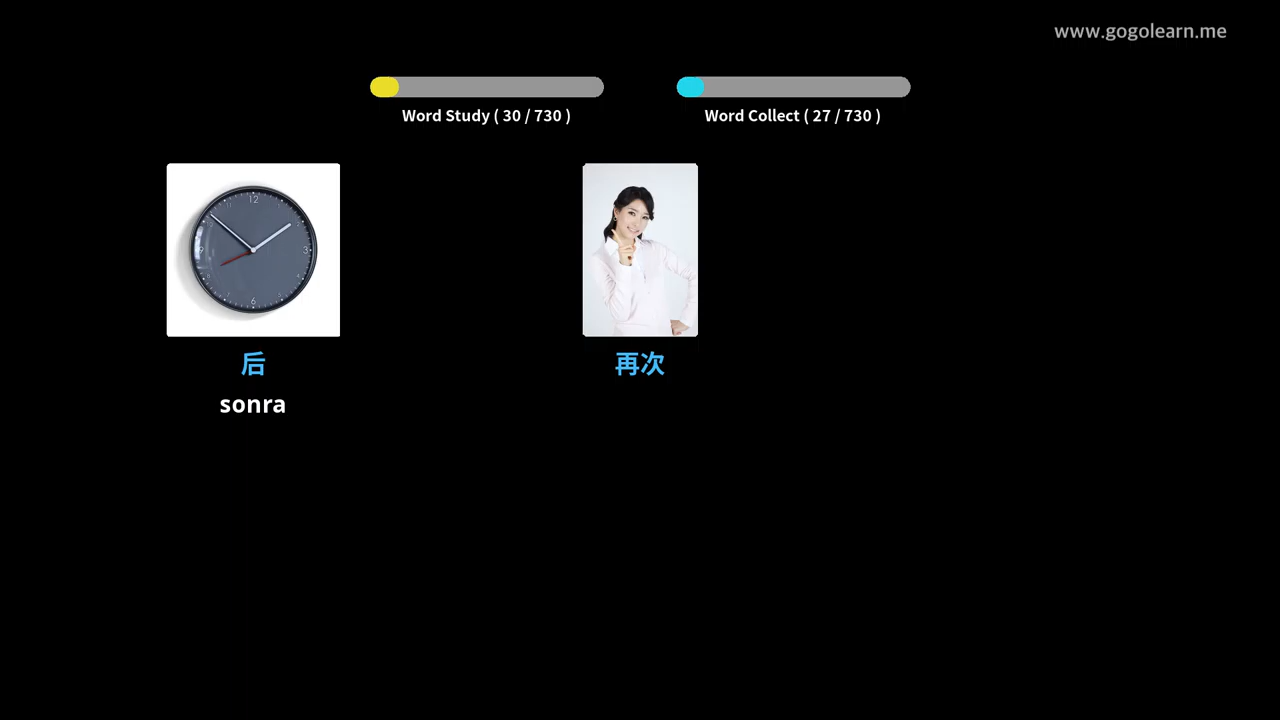 www.gogolearn.me
Word Study ( 30 / 730 )
Word Collect ( 27 / 730 )
后
再次
sonra